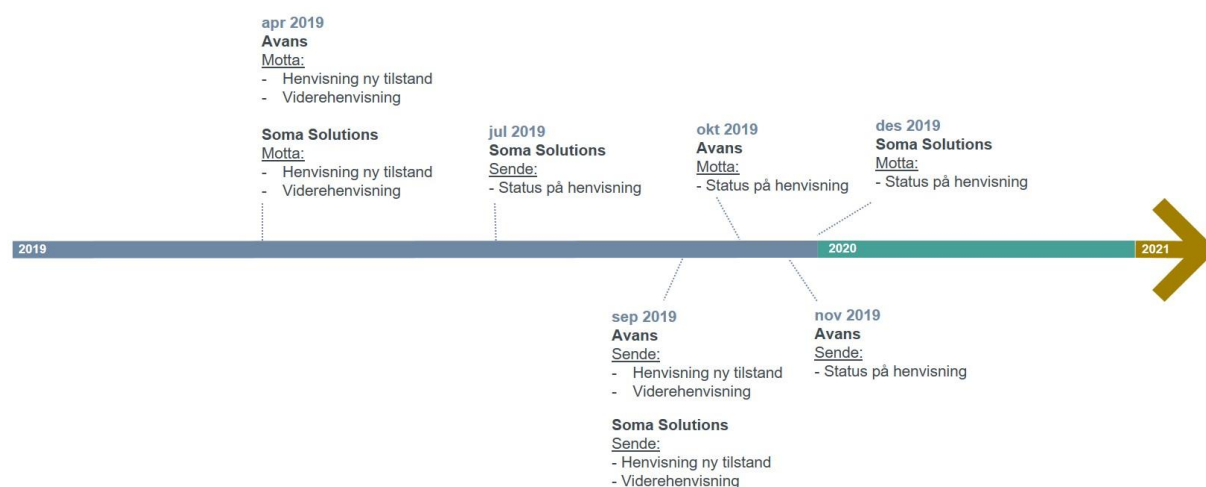 apr 2019
Avans
Motta:
- Henvisning ny tilstand
- Viderehenvisning
Soma Solutions
Motta:
- Henvisning ny tilstand
- Viderehenvisning
jul 2019
Soma Solutions
Sende:
- Status på henvisning
okt 2019
Avans
Motta:
- Status på henvisning
des 2019
Soma Solutions
Motta:
- Status på henvisning
2019
2020
2021
sep 2019
Avans
Sende:
- Henvisning ny tilstand
- Viderehenvisning
Soma Solutions
Sende:
- Henvisning ny tilstand
- Viderehenvisning
nov 2019
Avans
Sende:
- Status på henvisning